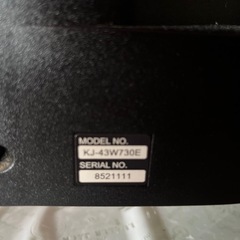 MODEL NO.
KJ-43W730E
SERIAL NO.
8521111